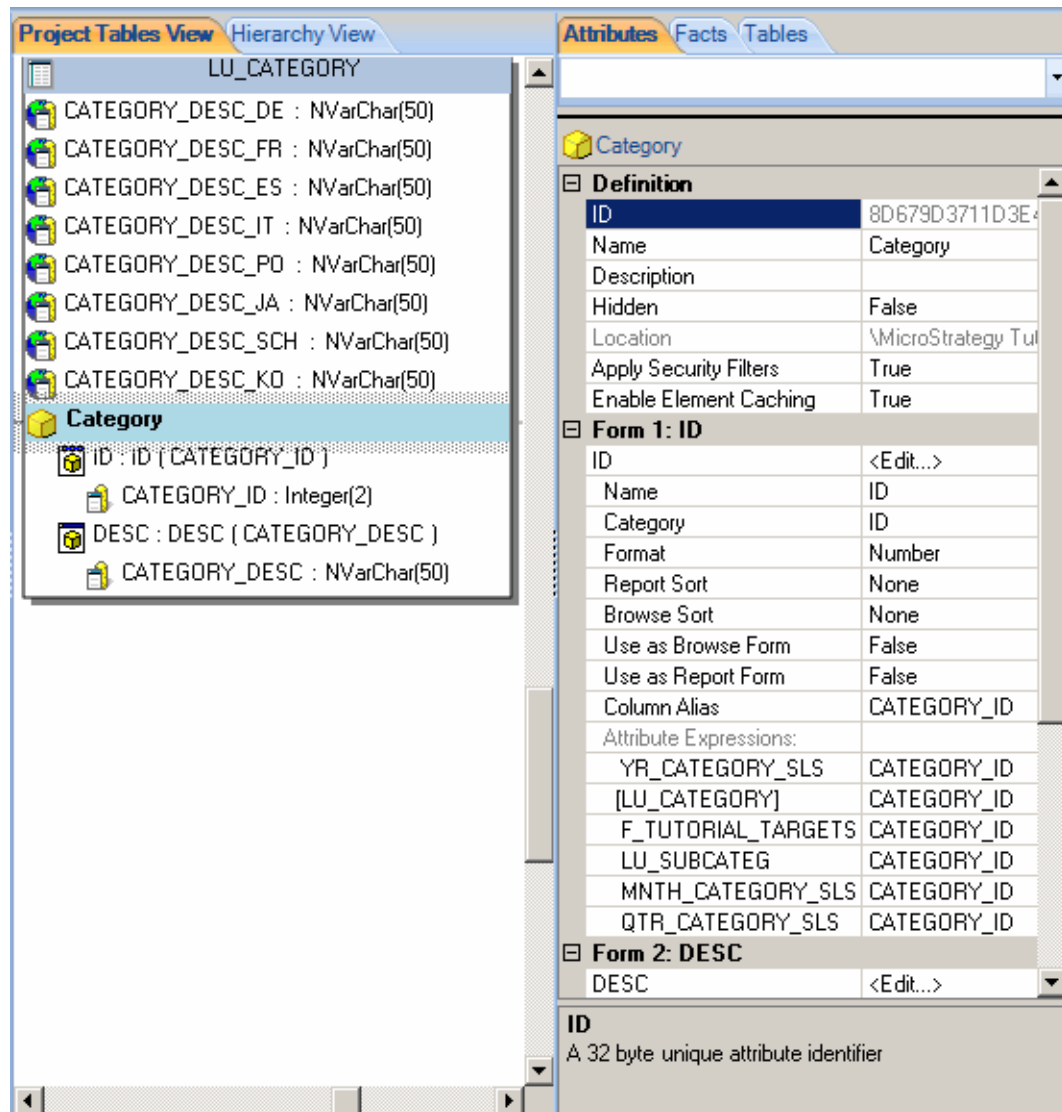 Project Tables View Hierarchy View
LU_CATEGORY
CATEGORY_DESC_DE : NVarChar(50)
CATEGORY_DESC_FR : NVarChar(50)
CATEGORY_DESC_ES : NVarChar(50)
CATEGORY_DESC_IT : NVarChar(50)
CATEGORY_DESC_PO : NVarChar(50)
CATEGORY_DESC_JA : NVarChar(50)
CATEGORY_DESC_SCH : NVarChar(50)
CATEGORY_DESC_KO : NVarChar(50)
Category
ID : ID ( CATEGORY_ID )
CATEGORY_ID : Integer(2)
DESC : DESC ( CATEGORY_DESC )
CATEGORY_DESC : NVarChar(50)
Attributes Facts Tables
Category
Definition
ID 8D679D3711D3E4
Name Category
Description
Hidden False
Location \MicroStrategy Tut
Apply Security Filters True
Enable Element Caching True
Form 1: ID
ID <Edit...>
Name ID
Category ID
Format Number
Report Sort None
Browse Sort None
Use as Browse Form False
Use as Report Form False
Column Alias CATEGORY_ID
Attribute Expressions:
YR_CATEGORY_SLS CATEGORY_ID
[LU_CATEGORY] CATEGORY_ID
F_TUTORIAL_TARGETS CATEGORY_ID
LU_SUBCATEG CATEGORY_ID
MNTH_CATEGORY_SLS CATEGORY_ID
QTR_CATEGORY_SLS CATEGORY_ID
Form 2: DESC
DESC <Edit...>
ID
A 32 byte unique attribute identifier